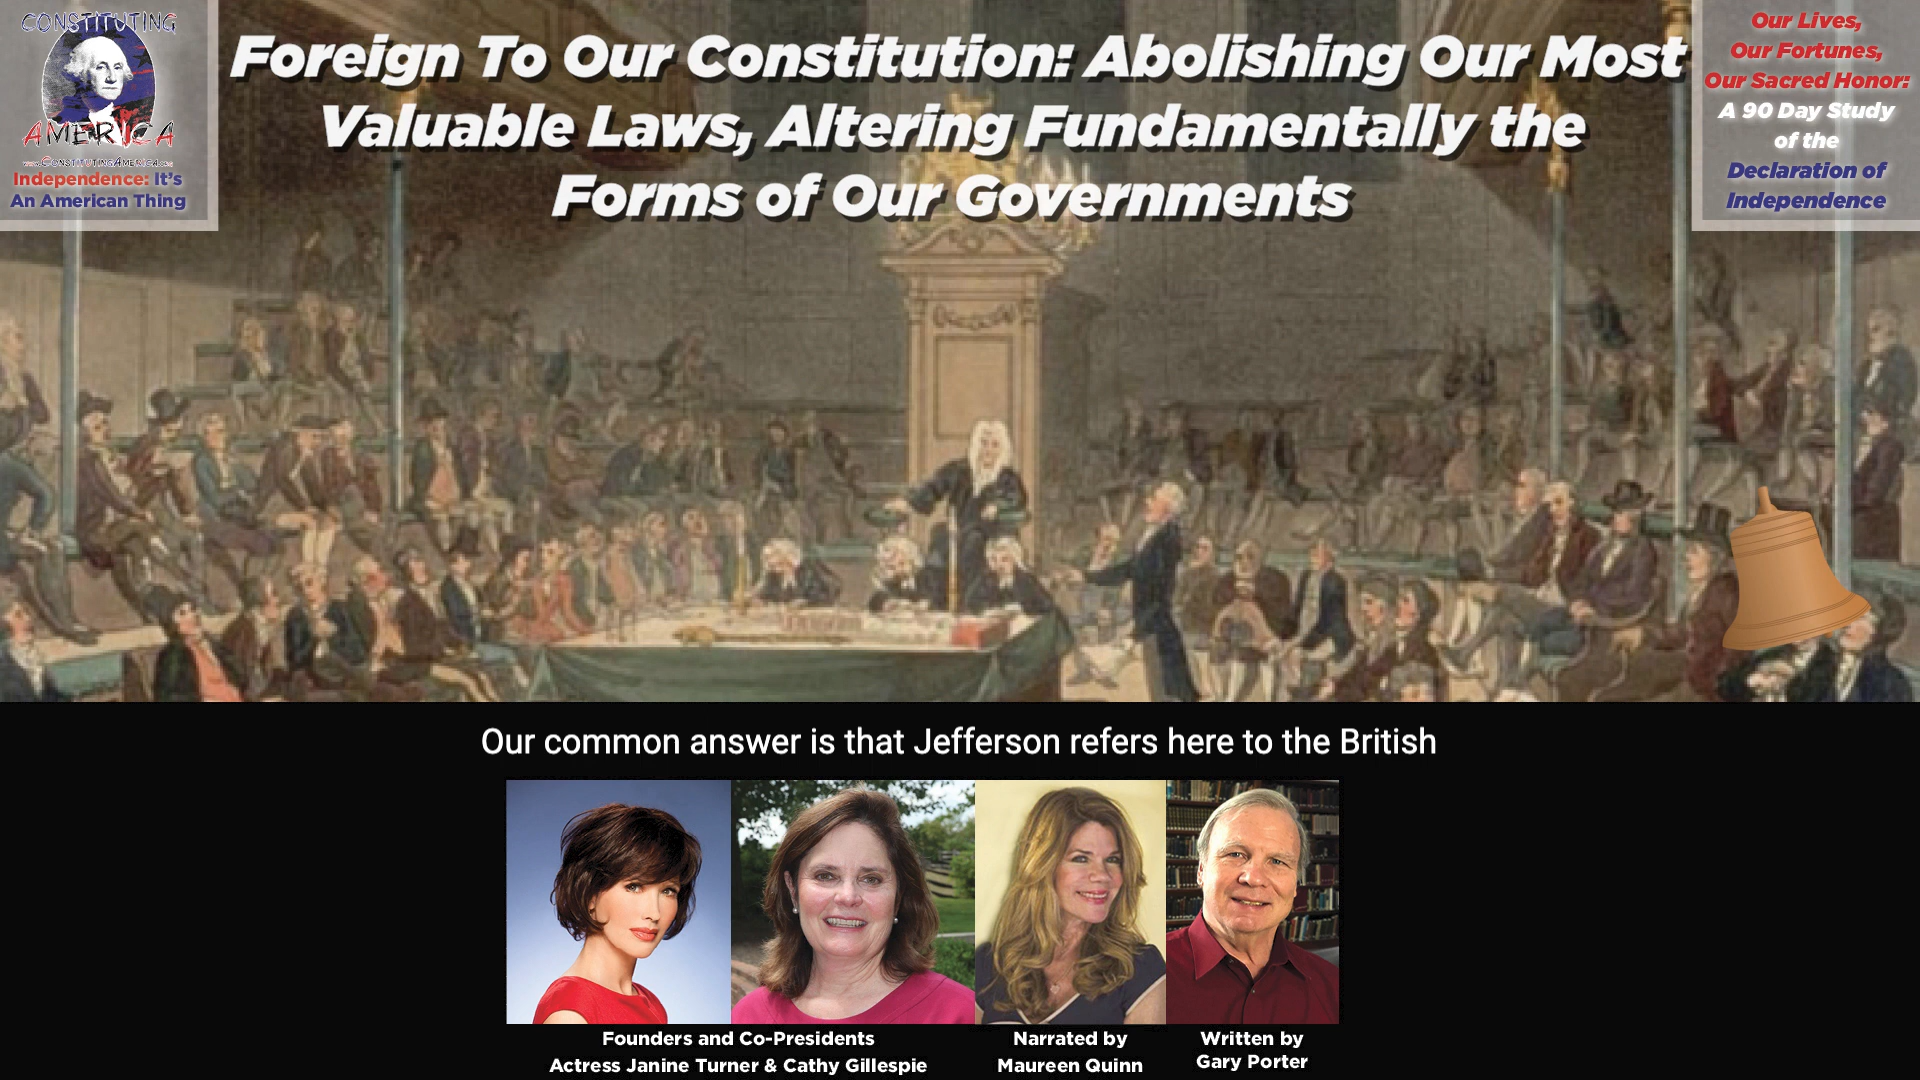 CONSTITUTING
AMERICA
www.ConstitutingAmerica.org
Independence: It's
An American Thing
Foreign To Our Constitution: Abolishing Our Most
Valuable Laws, Altering Fundamentally the
Forms of Our Governments
Our Lives,
Our Fortunes,
Our Sacred Honor:
A 90 Day Study
of the
Declaration of
Independence
Our common answer is that Jefferson refers here to the British
Founders and Co-Presidents
Actress Janine Turner & Cathy Gillespie
Narrated by
Maureen Quinn
Written by
Gary Porter